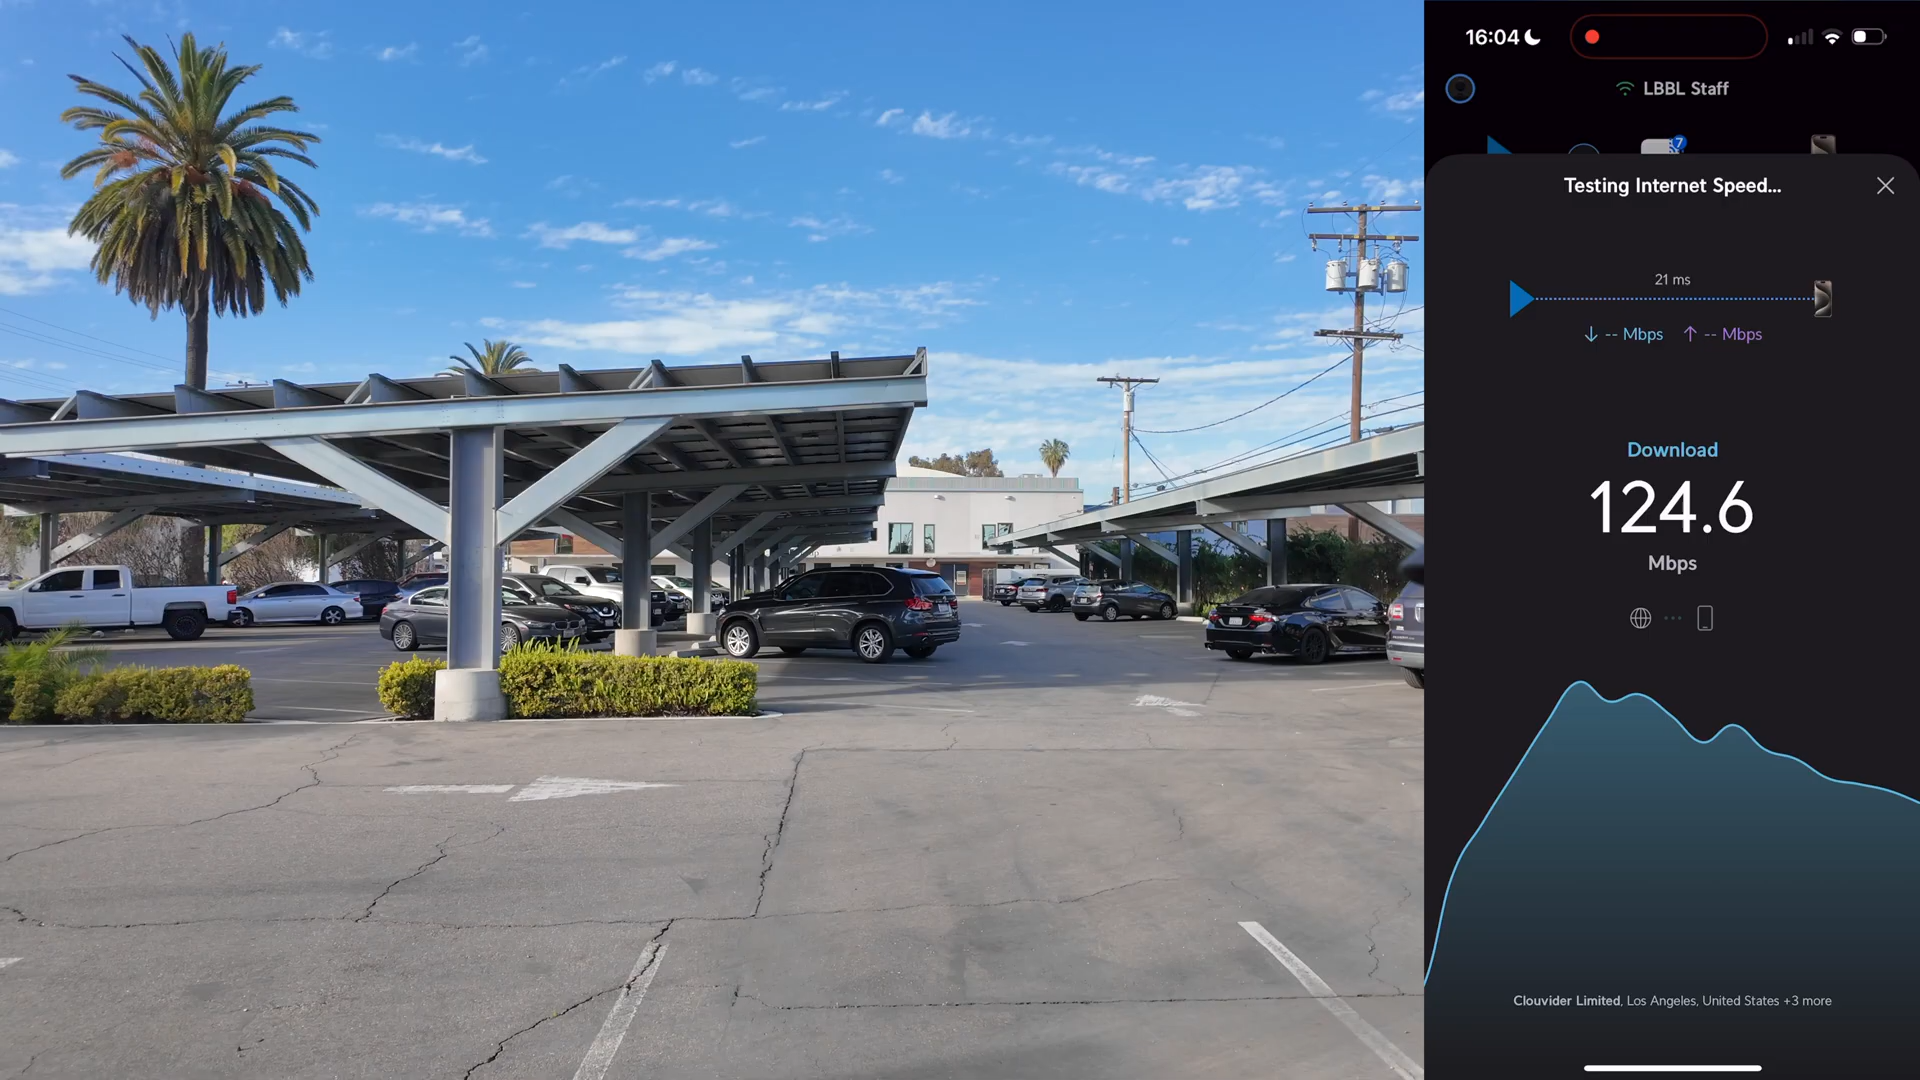 16:04
LBBL Staff
7
Testing Internet Speed...
21 ms
↓ -- Mbps ↑ -- Mbps
Download
124.6
Mbps
Clouvider Limited, Los Angeles, United States +3 more